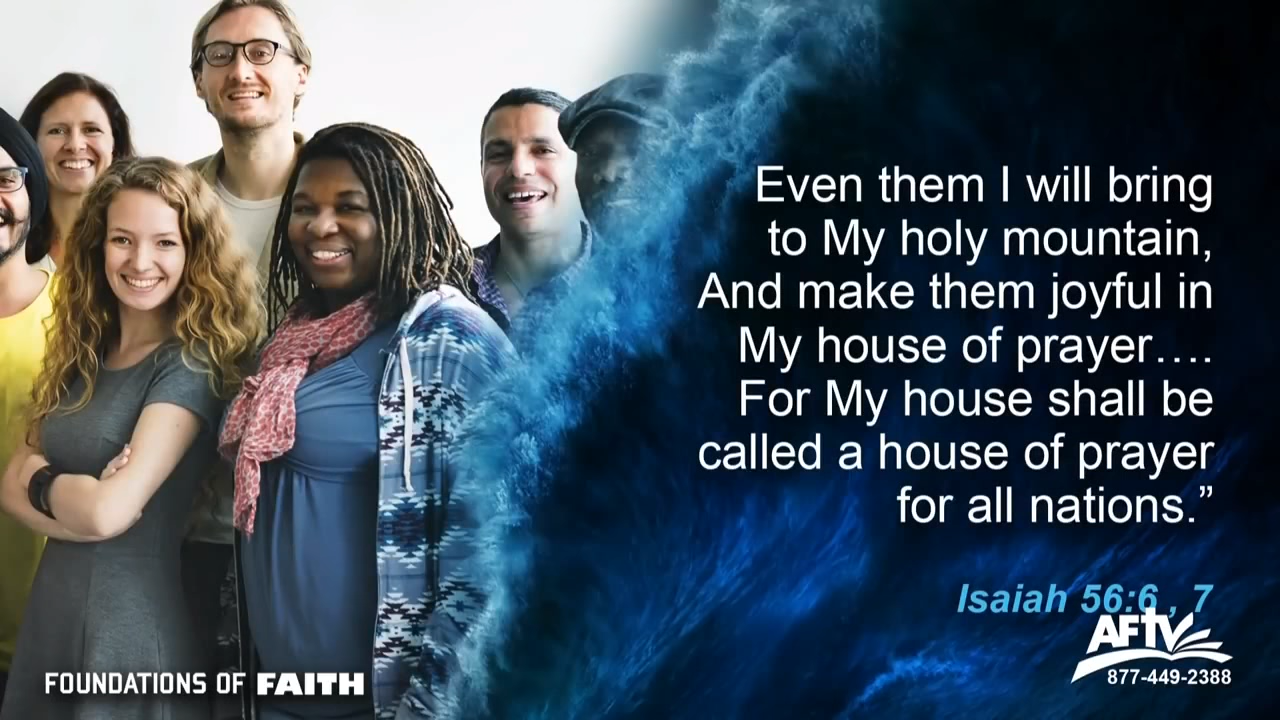 Even them I will bring
to My holy mountain,
And make them joyful in
My house of prayer….
For My house shall be
called a house of prayer
for all nations.”
Isaiah 56:6 , 7
AFTV
877-449-2388
FOUNDATIONS OF FAITH